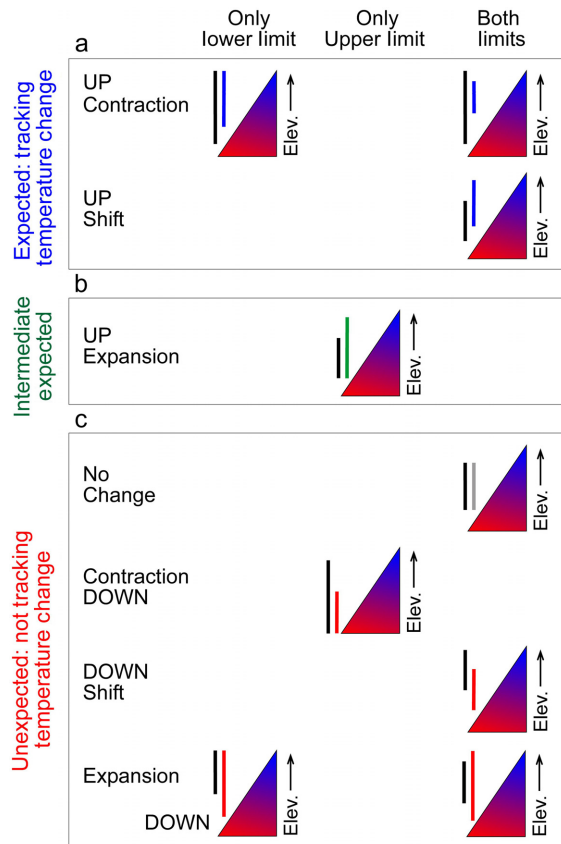 Only
lower limit
Only
Upper limit
Both
limits
a
Expected: tracking
temperature change
UP
Contraction
Elev.
Elev.
UP
Shift
Elev.
b
Intermediate
expected
UP
Expansion
Elev.
c
Unexpected: not tracking
temperature change
No
Change
Elev.
Contraction
DOWN
Elev.
DOWN
Shift
Elev.
Expansion
DOWN
Elev.
Elev.